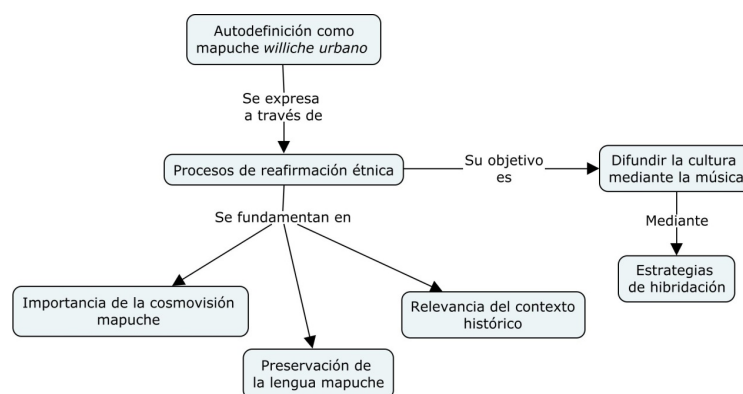 Autodefinición como
mapuche williche urbano
Se expresa
a través de
Procesos de reafirmación étnica
Su objetivo
es
Difundir la cultura
mediante la música
Se fundamentan en
Mediante
Importancia de la cosmovisión
mapuche
Relevancia del contexto
histórico
Estrategias
de hibridación
Preservación de
la lengua mapuche